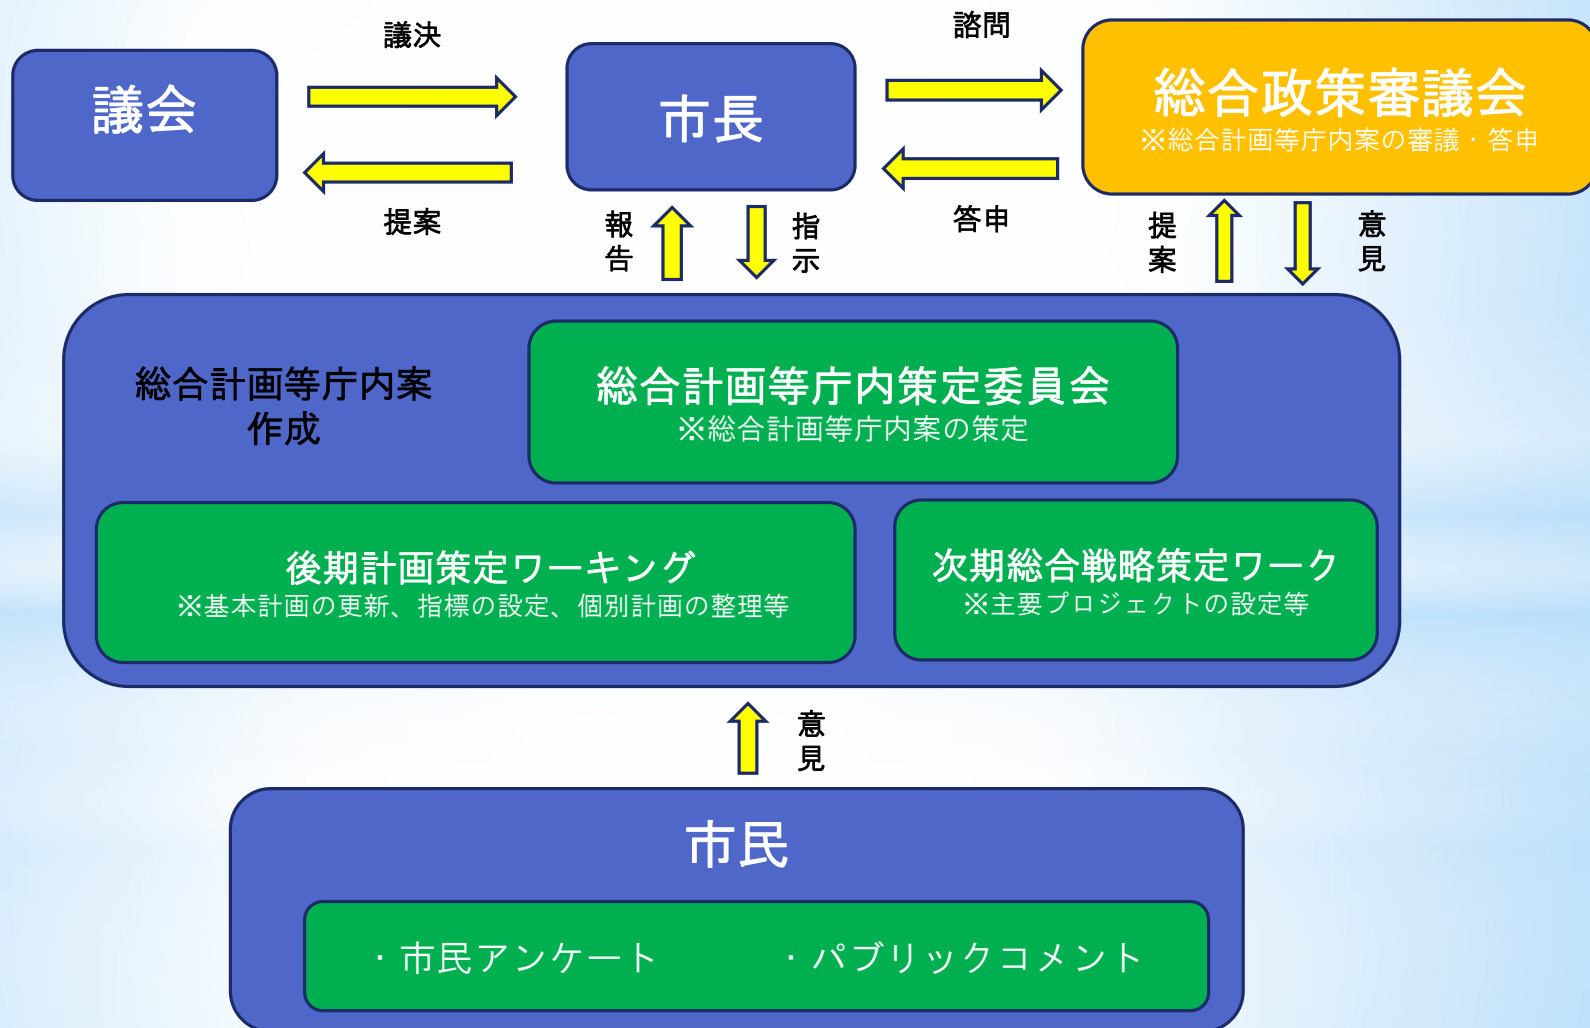 議決
諮問
議会
市長
総合政策審議会
※総合計画等庁内案の審議・答申
提案
答申
報告
指示
提案
意見
総合計画等庁内案
作成
総合計画等庁内策定委員会
※総合計画等庁内案の策定
後期計画策定ワーキング
※基本計画の更新、指標の設定、個別計画の整理等
次期総合戦略策定ワーク
※主要プロジェクトの設定等
意見
市民
・市民アンケート
・パブリックコメント